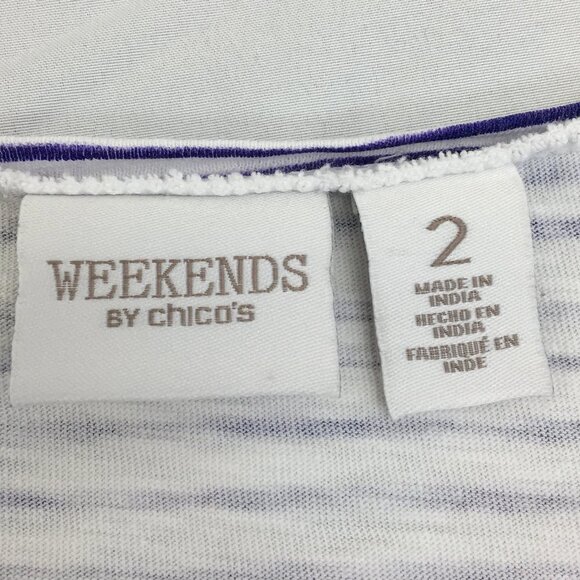 WEEKENDS
BY chico's
2
MADE IN
INDIA
HECHO EN
INDIA
FABRIQUÉ EN
INDE